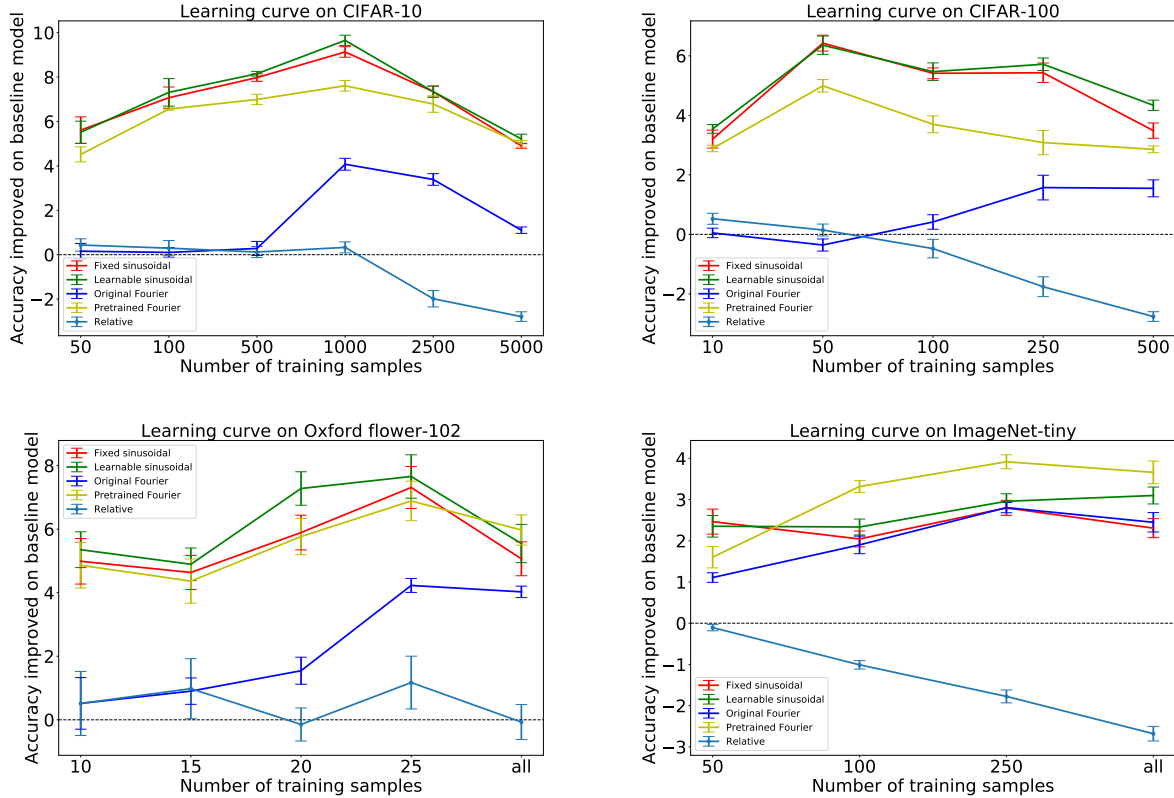 Learning curve on CIFAR-10
Accuracy improved on baseline model
10
8
6
4
2
0
−2
Fixed sinusoidal
Learnable sinusoidal
Original Fourier
Pretrained Fourier
Relative
50 100 500 1000 2500 5000
Number of training samples
Learning curve on CIFAR-100
Accuracy improved on baseline model
6
4
2
0
−2
Fixed sinusoidal
Learnable sinusoidal
Original Fourier
Pretrained Fourier
Relative
10 50 100 250 500
Number of training samples
Learning curve on Oxford flower-102
Accuracy improved on baseline model
8
6
4
2
0
Fixed sinusoidal
Learnable sinusoidal
Original Fourier
Pretrained Fourier
Relative
10 15 20 25 all
Number of training samples
Learning curve on ImageNet-tiny
Accuracy improved on baseline model
4
3
2
1
0
−1
−2
−3
Fixed sinusoidal
Learnable sinusoidal
Original Fourier
Pretrained Fourier
Relative
50 100 250 all
Number of training samples